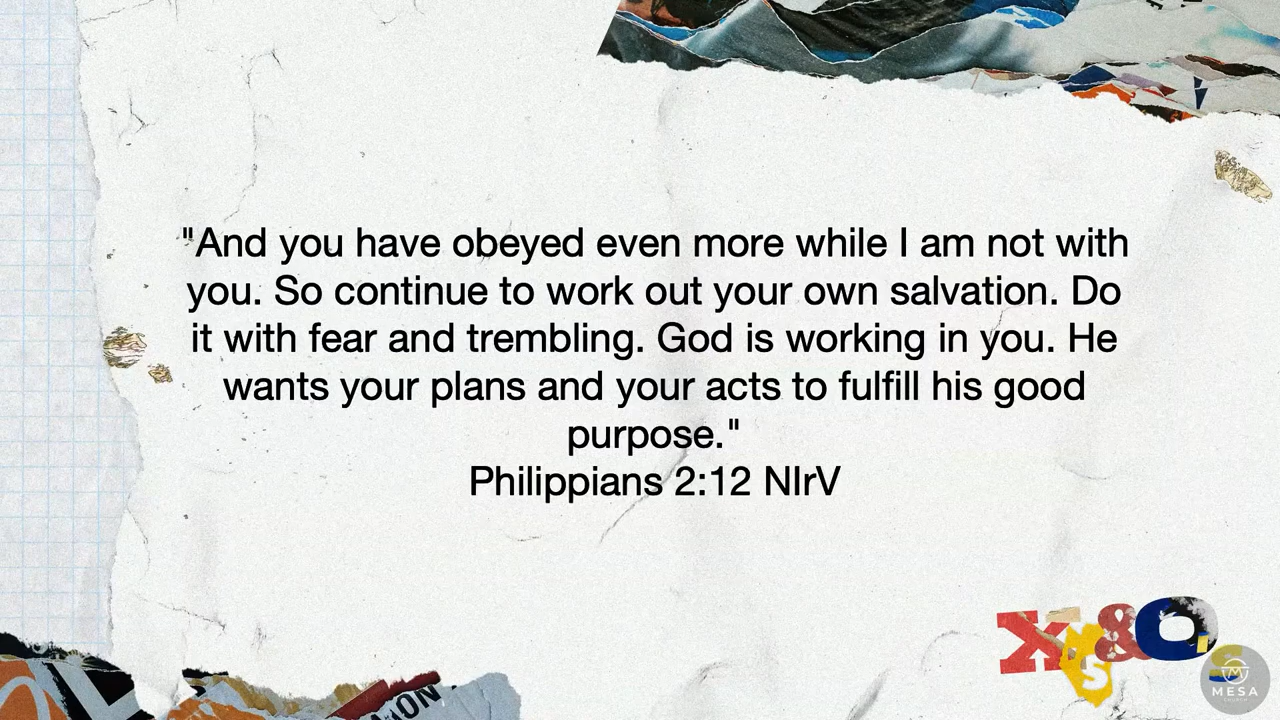 "And you have obeyed even more while I am not with
you. So continue to work out your own salvation. Do
it with fear and trembling. God is working in you. He
wants your plans and your acts to fulfill his good
purpose."
Philippians 2:12 NIrV
X's & O's
MESA
CHURCH